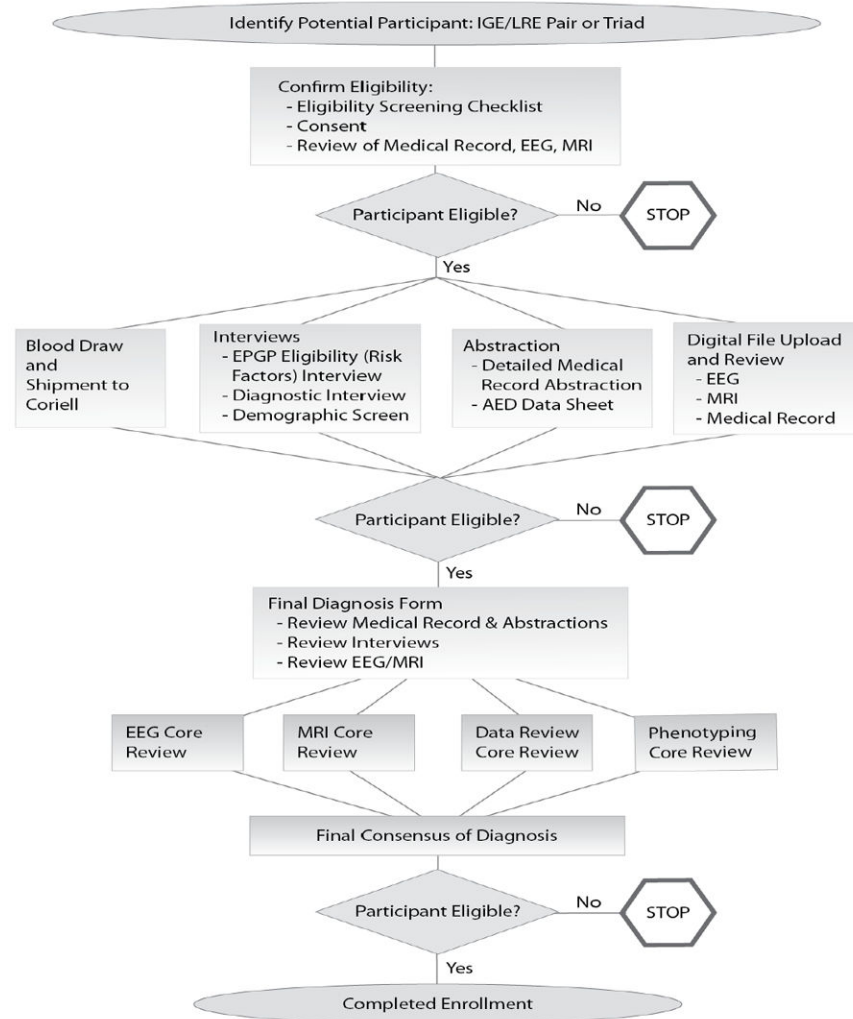 Identify Potential Participant: IGE/LRE Pair or Triad
Confirm Eligibility:
- Eligibility Screening Checklist
- Consent
- Review of Medical Record, EEG, MRI
Participant Eligible?
No
STOP
Yes
Blood Draw
and
Shipment to
Coriell
Interviews
- EPGP Eligibility (Risk
Factors) Interview
- Diagnostic Interview
- Demographic Screen
Abstraction
- Detailed Medical
Record Abstraction
- AED Data Sheet
Digital File Upload
and Review
- EEG
- MRI
- Medical Record
Participant Eligible?
No
STOP
Yes
Final Diagnosis Form
- Review Medical Record & Abstractions
- Review Interviews
- Review EEG/MRI
EEG Core
Review
MRI Core
Review
Data Review
Core Review
Phenotyping
Core Review
Final Consensus of Diagnosis
Participant Eligible?
No
STOP
Yes
Completed Enrollment